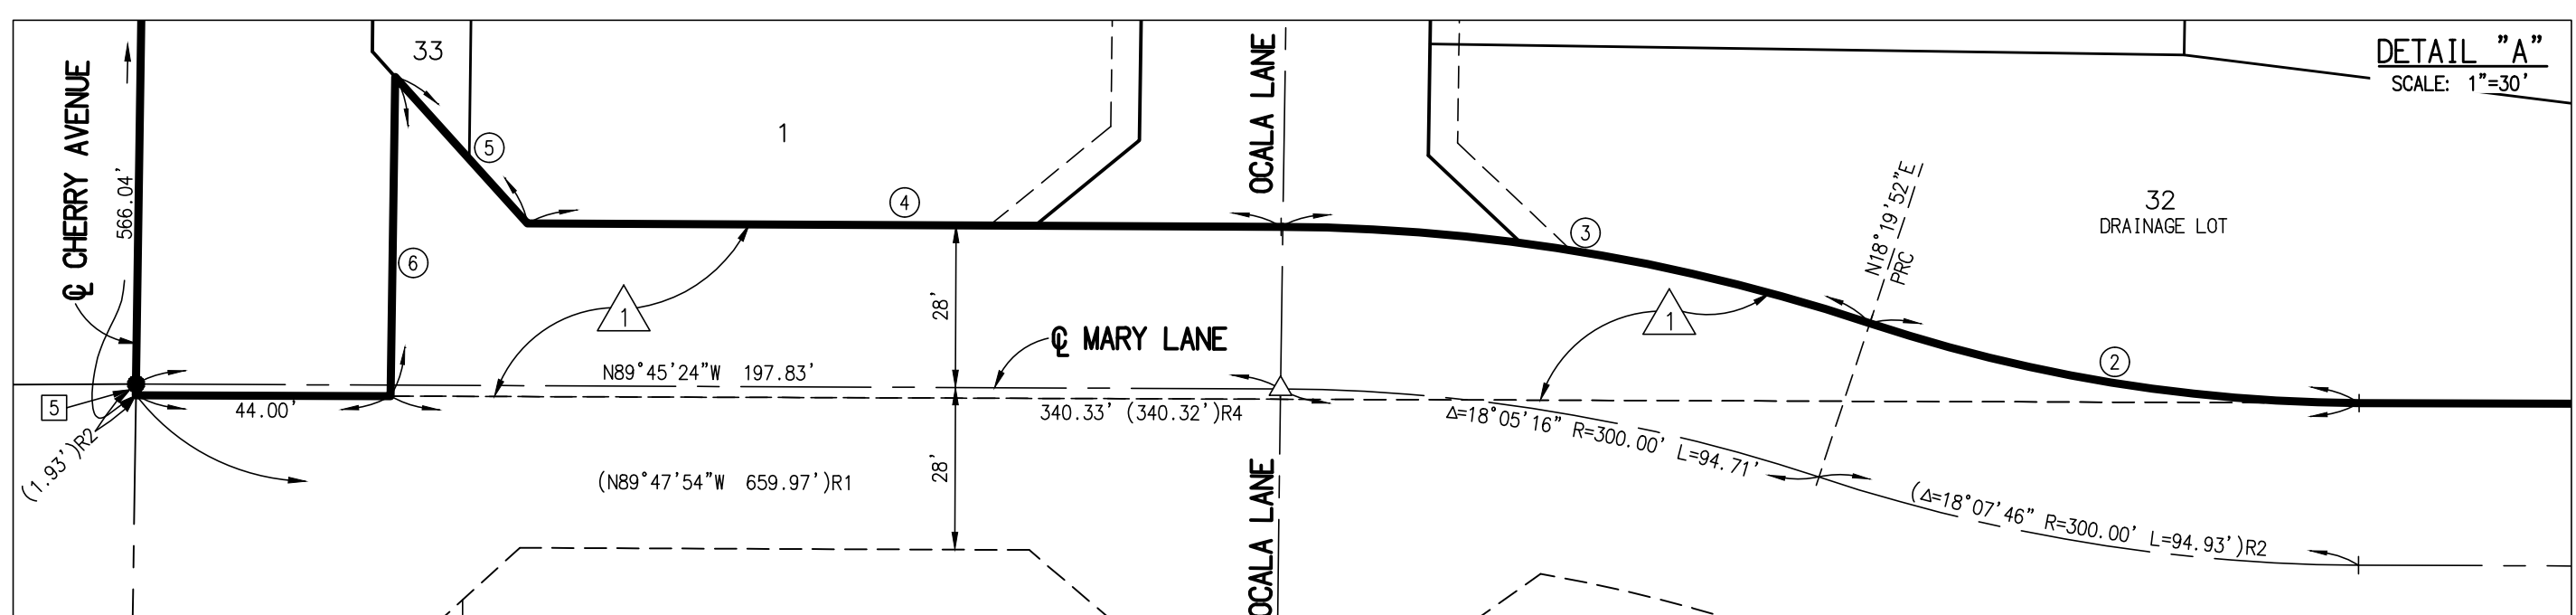 DETAIL "A"
SCALE: 1"=30'
33
1
32
DRAINAGE LOT
℄ CHERRY AVENUE
566.04'
OCALA LANE
5
4
3
6
2
N18°19'52"E
PRC
28'
1
1
℄ MARY LANE
N89°45'24"W 197.83'
5
44.00'
340.33' (340.32')R4
Δ=18°05'16" R=300.00' L=94.71'
(1.93')R2
(N89°47'54"W 659.97')R1
28'
OCALA LANE
(Δ=18°07'46" R=300.00' L=94.93')R2